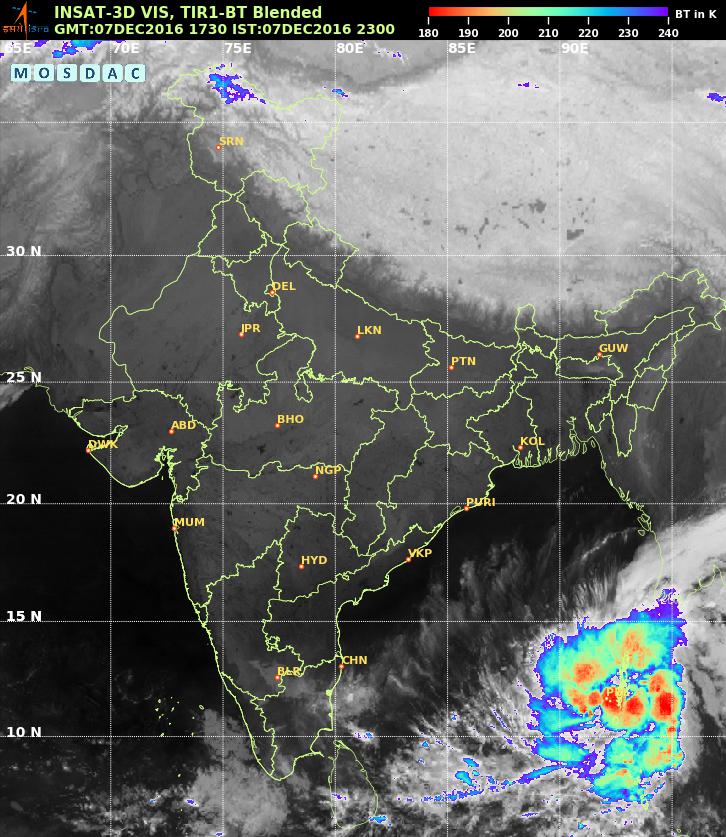 INSAT-3D VIS, TIR1-BT Blended
GMT:07DEC2016 1730 IST:07DEC2016 2300
BT in K
180 190 200 210 220 230 240
65E 70E 75E 80E 85E 90E
MOSDAC
SRN
30 N
DEL
JPR
LKN
GUW
PTN
25 N
ABD
BHO
DWK
KOL
NGP
20 N
PURI
MUM
VKP
HYD
15 N
CHN
BLR
10 N